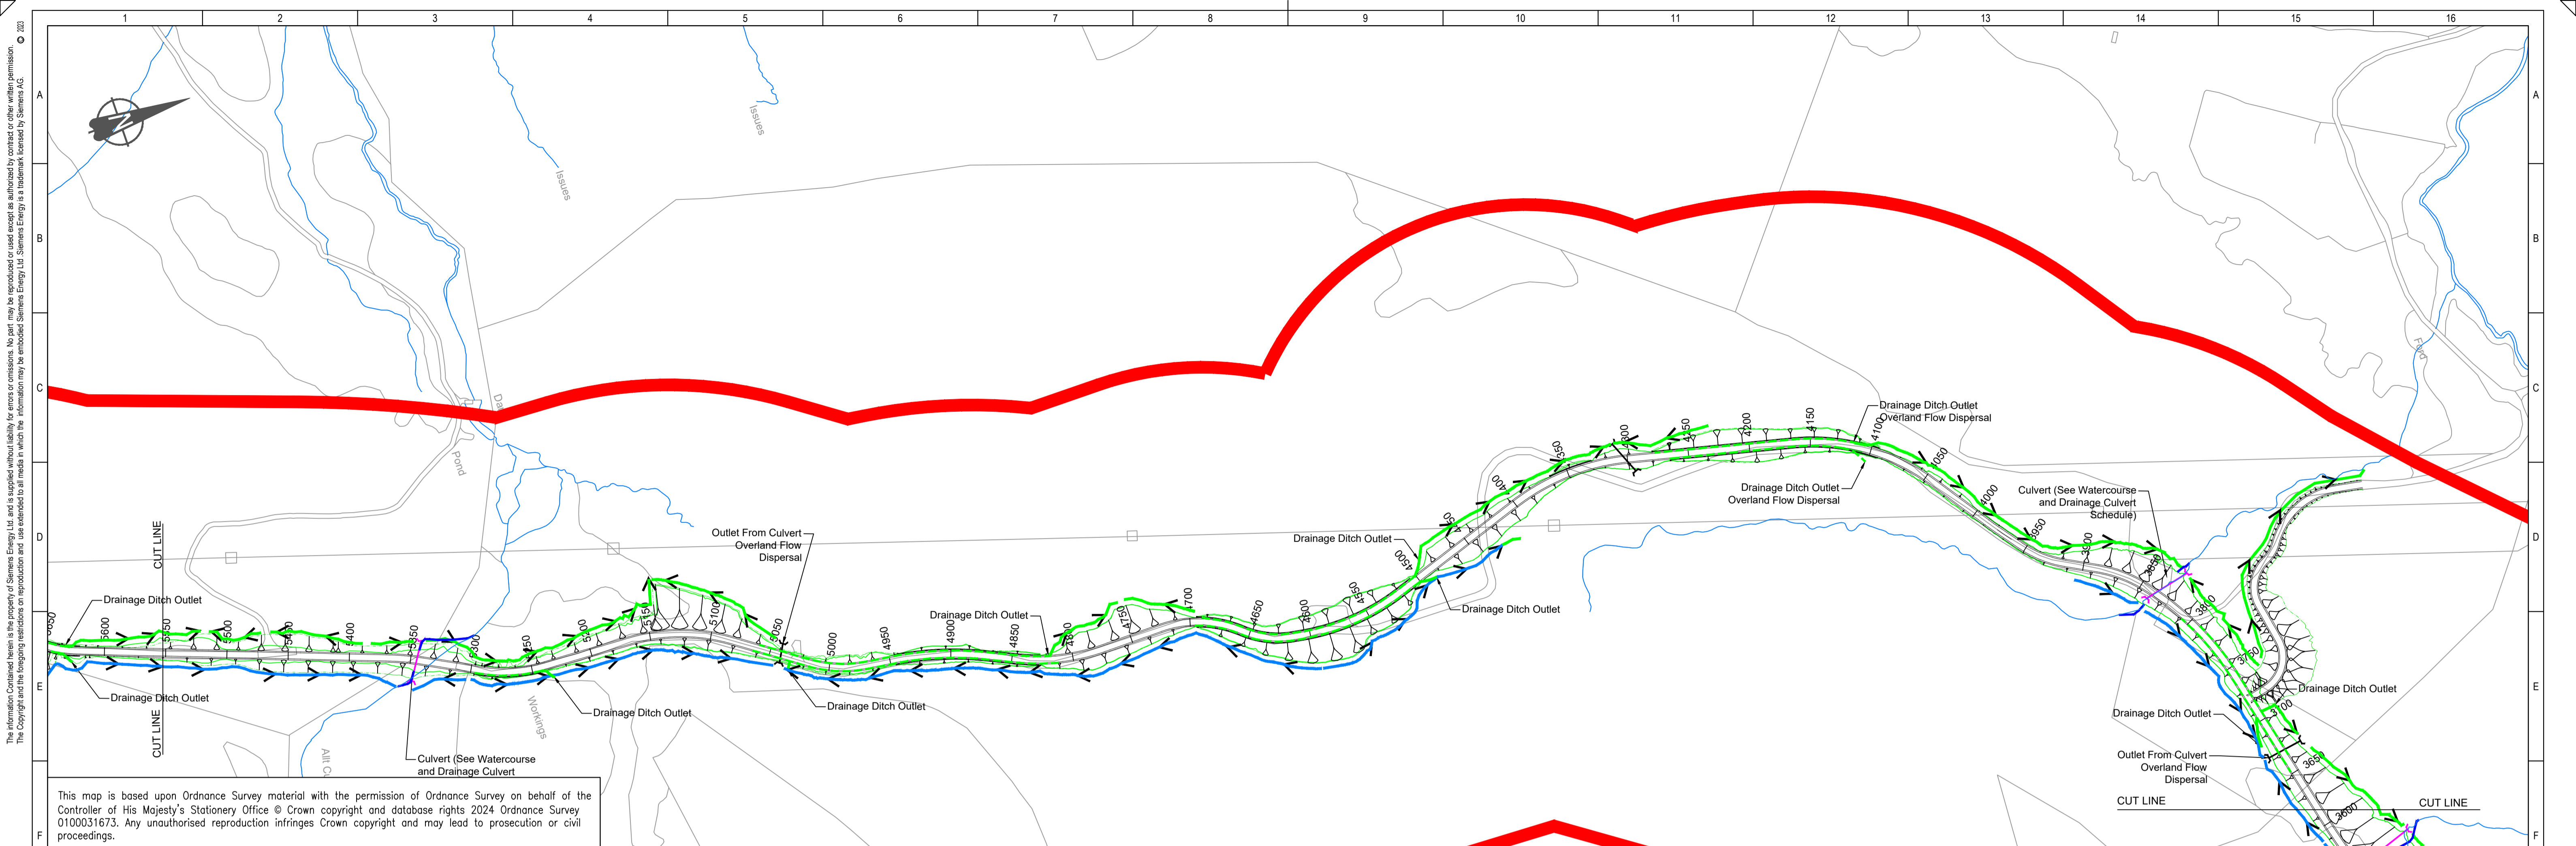 1 2 3 4 5 6 7 8 9 10 11 12 13 14 15 16
The Information Contained herein is the property of Siemens Energy Ltd. and is supplied without liability for errors or omissions. No part may be reproduced or used except as authorized by contract or other written permission.
The Copyright and the foregoing restrictions on reproduction and use extended to all media in which the information may be embodied Siemens Energy Ltd. Siemens Energy is a trademark licensed by Siemens AG.
© 2023
A
B
C
D
E
F
A
B
C
D
E
F
N
Issues
Issues
Pond
Ford
Workings
Allt
CUT LINE
CUT LINE
Drainage Ditch Outlet
Drainage Ditch Outlet
Culvert (See Watercourse
and Drainage Culvert
Drainage Ditch Outlet
Outlet From Culvert
Overland Flow
Dispersal
Drainage Ditch Outlet
Drainage Ditch Outlet
Drainage Ditch Outlet
Drainage Ditch Outlet
Drainage Ditch Outlet
Overland Flow Dispersal
Drainage Ditch Outlet
Overland Flow Dispersal
Culvert (See Watercourse
and Drainage Culvert
Schedule)
Drainage Ditch Outlet
Drainage Ditch Outlet
Outlet From Culvert
Overland Flow
Dispersal
CUT LINE
CUT LINE
5600
5550
5500
5450
5400
5350
5200
5150
5100
5050
5000
4950
4900
4850
4800
4750
4700
4650
4600
4550
4500
4200
4150
4100
4050
4000
3950
3900
3850
3800
3750
3700
3650
3600
This map is based upon Ordnance Survey material with the permission of Ordnance Survey on behalf of the
Controller of His Majesty's Stationery Office © Crown copyright and database rights 2024 Ordnance Survey
0100031673. Any unauthorised reproduction infringes Crown copyright and may lead to prosecution or civil
proceedings.